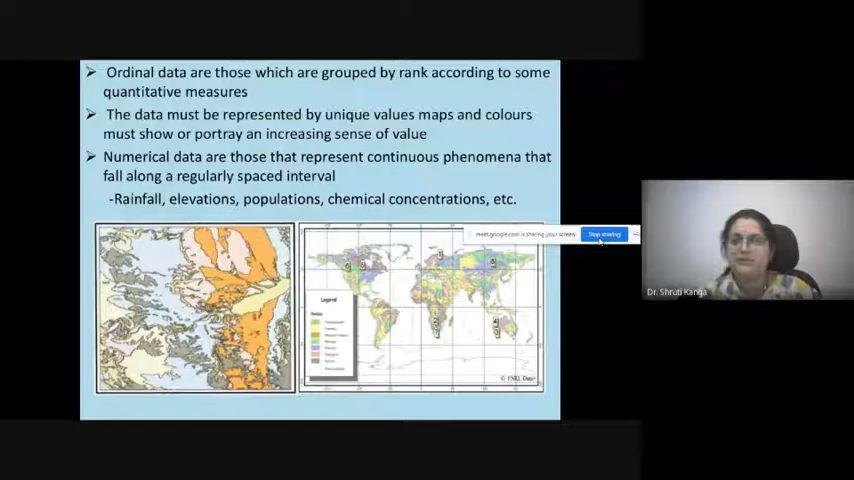 ➢ Ordinal data are those which are grouped by rank according to some
quantitative measures
➢ The data must be represented by unique values maps and colours
must show or portray an increasing sense of value
➢ Numerical data are those that represent continuous phenomena that
fall along a regularly spaced interval
-Rainfall, elevations, populations, chemical concentrations, etc.
meet.google.com is sharing your screen.
Stop sharing
Legend
© ESRI, Data+
Dr. Shruti Kanga